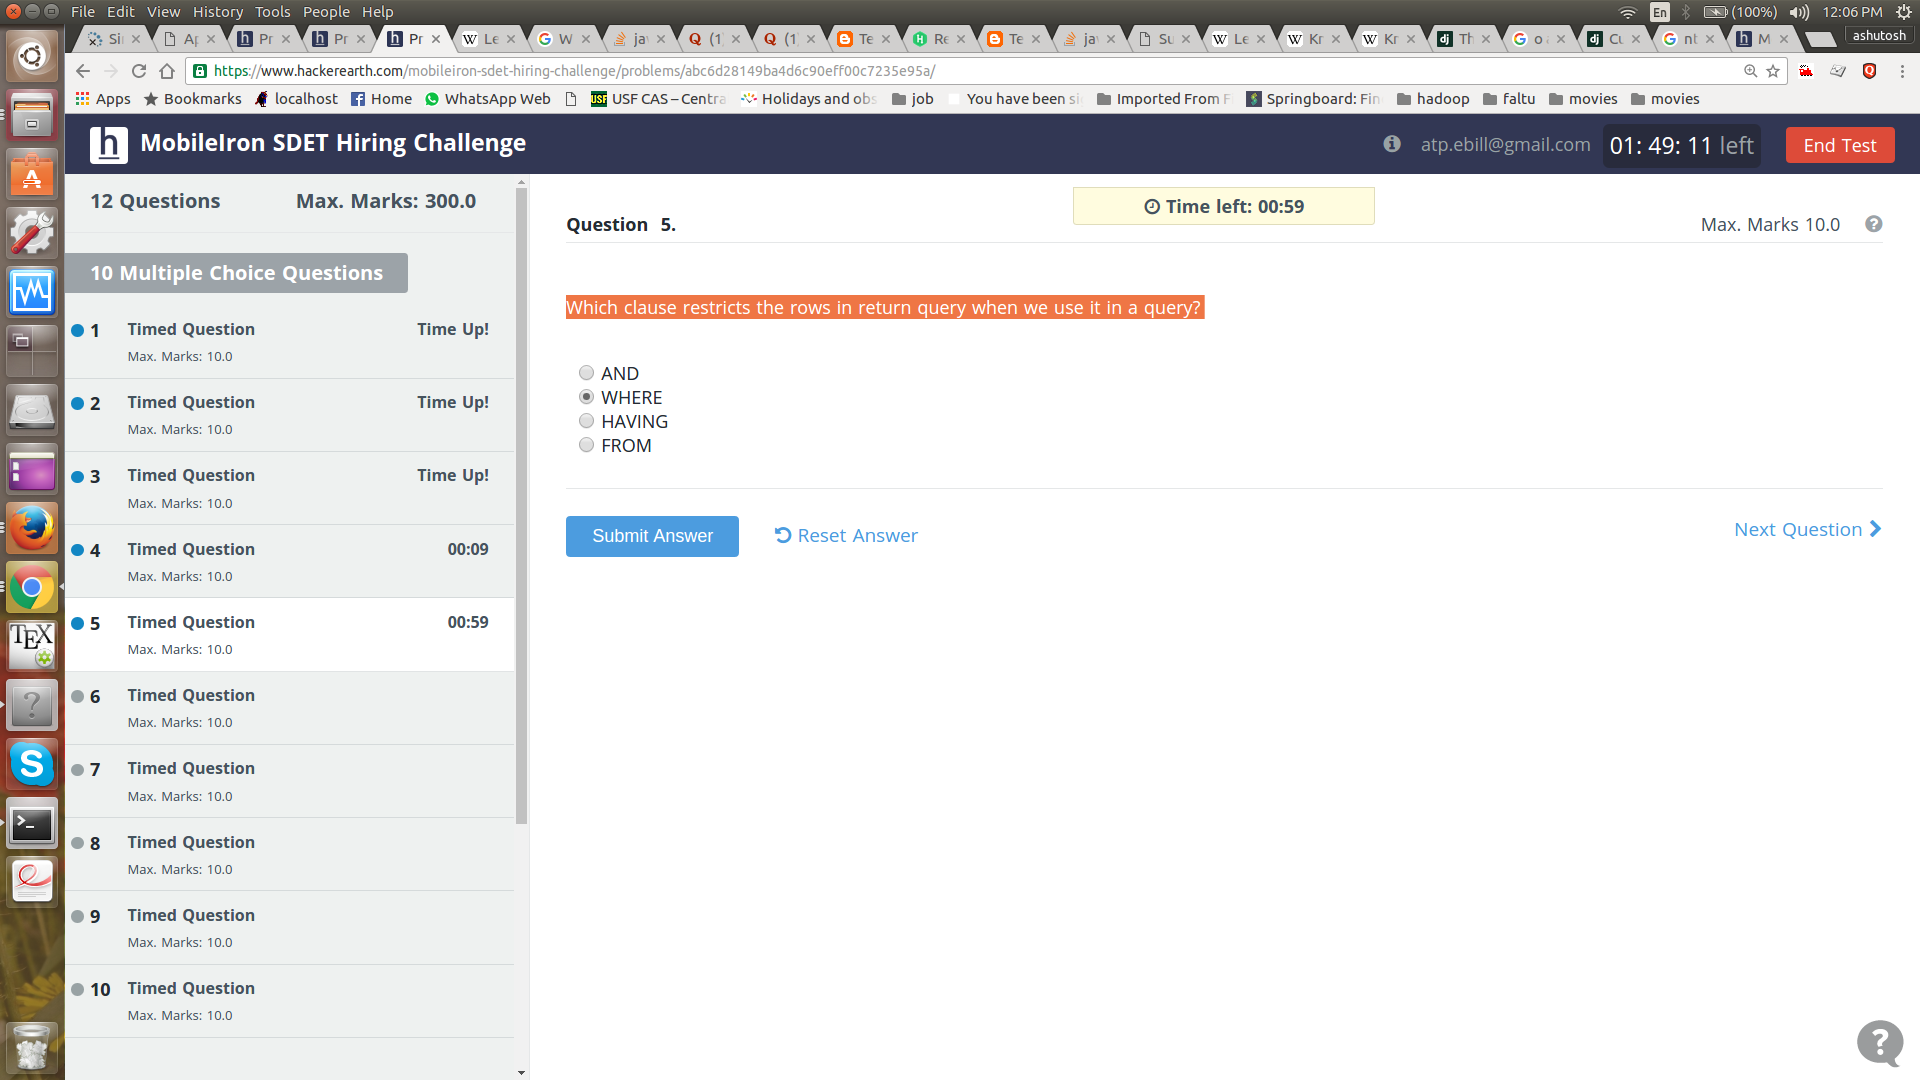 File Edit View History Tools People Help
En (100%) 12:06 PM
Si Ap Pr Pr Pr Le W ja Q (1 Q (1 Te Re Te ja Su Le Kr Kr Th o Cu nt M ashutosh
https://www.hackerearth.com/mobileiron-sdet-hiring-challenge/problems/abc6d28149ba4d6c90eff00c7235e95a/
Apps Bookmarks localhost Home WhatsApp Web USF CAS – Centra Holidays and obs job You have been si Imported From F Springboard: Fin hadoop faltu movies movies
h MobileIron SDET Hiring Challenge
atp.ebill@gmail.com 01: 49: 11 left End Test
12 Questions Max. Marks: 300.0
10 Multiple Choice Questions
1 Timed Question Time Up!
Max. Marks: 10.0
2 Timed Question Time Up!
Max. Marks: 10.0
3 Timed Question Time Up!
Max. Marks: 10.0
4 Timed Question 00:09
Max. Marks: 10.0
5 Timed Question 00:59
Max. Marks: 10.0
6 Timed Question
Max. Marks: 10.0
7 Timed Question
Max. Marks: 10.0
8 Timed Question
Max. Marks: 10.0
9 Timed Question
Max. Marks: 10.0
10 Timed Question
Max. Marks: 10.0
Time left: 00:59
Question 5. Max. Marks 10.0
Which clause restricts the rows in return query when we use it in a query?
AND
WHERE
HAVING
FROM
Submit Answer Reset Answer Next Question